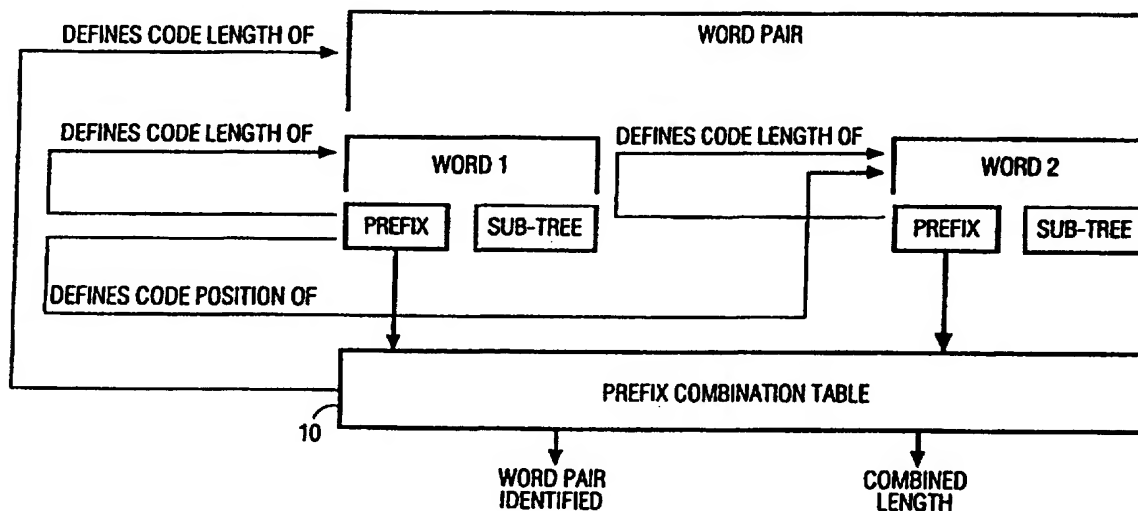 DEFINES CODE LENGTH OF
WORD PAIR
DEFINES CODE LENGTH OF
WORD 1
DEFINES CODE LENGTH OF
WORD 2
PREFIX
SUB-TREE
PREFIX
SUB-TREE
DEFINES CODE POSITION OF
PREFIX COMBINATION TABLE
10
WORD PAIR
IDENTIFIED
COMBINED
LENGTH